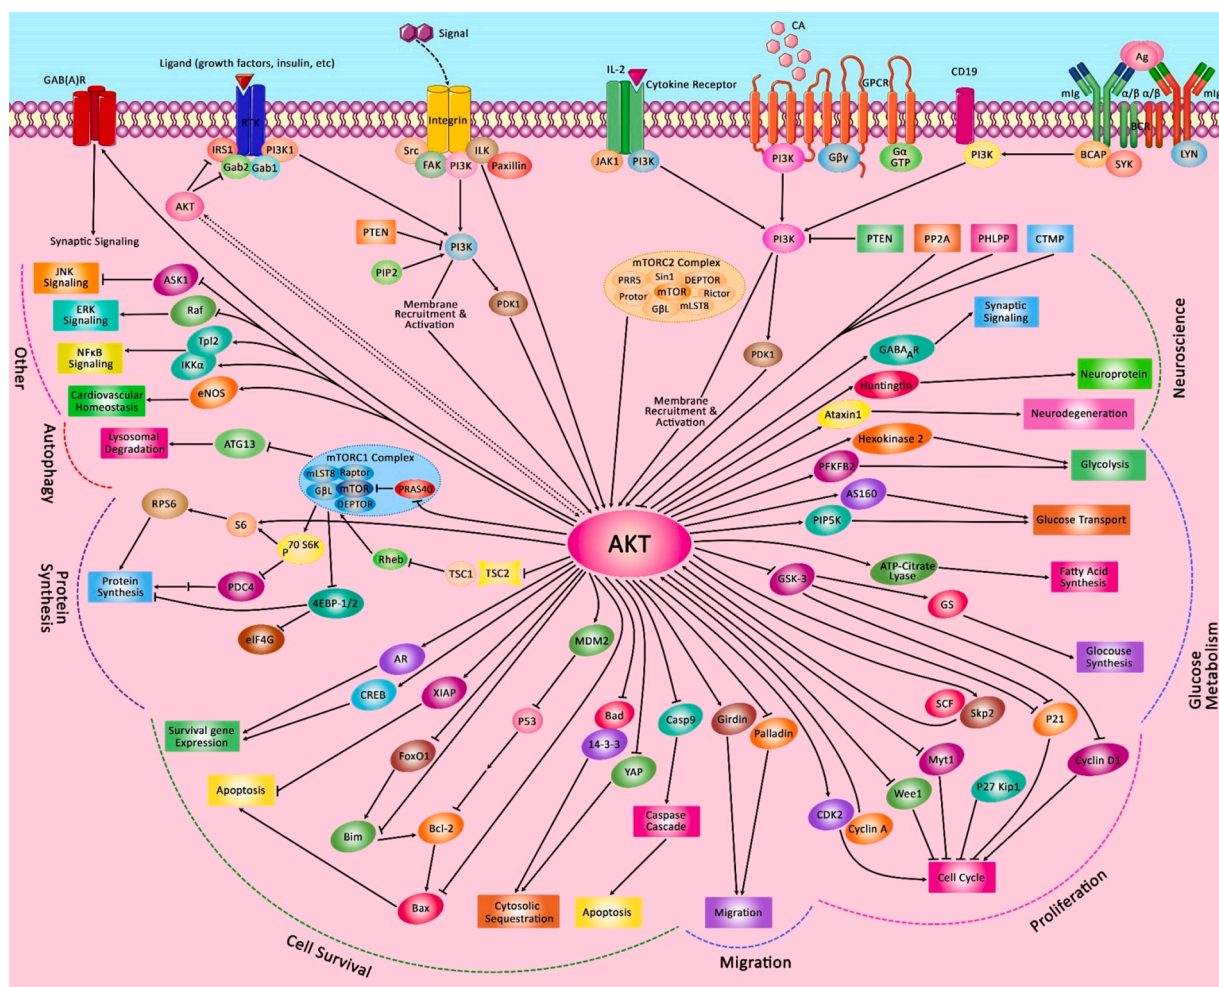 Signal
CA
Ligand (growth factors, insulin, etc)
GAB(A)R
IL-2
Cytokine Receptor
GPCR
CD19
Ag
mIg
α/β
α/β
mIg
RTK
Integrin
BCR
IRS1
PI3K1
Gab2
Gab1
Src
ILK
FAK
PI3K
Paxillin
JAK1
PI3K
PI3K
Gβγ
Gα
GTP
PI3K
BCAP
SYK
LYN
AKT
Synaptic Signaling
PTEN
PI3K
PIP2
PDK1
Membrane
Recruitment &
Activation
PI3K
PTEN
PP2A
PHLPP
CTMP
mTORC2 Complex
PRR5
Sin1
DEPTOR
Protor
mTOR
Rictor
GβL
mLST8
PDK1
Membrane
Recruitment &
Activation
JNK
Signaling
ASK1
ERK
Signaling
Raf
NFκB
Signaling
Tpl2
IKKα
Cardiovascular
Homeostasis
eNOS
Other
Lysosomal
Degradation
ATG13
Autophagy
mTORC1 Complex
mLST8
Raptor
GβL
mTOR
PRAS40
DEPTOR
RPS6
S6
P70 S6K
Rheb
TSC1
TSC2
Protein
Synthesis
PDC4
4EBP-1/2
eIF4G
Protein
Synthesis
AKT
Synaptic
Signaling
GABAAR
Huntingtin
Neuroprotein
Ataxin1
Neurodegeneration
Neuroscience
Hexokinase 2
PFKFB2
Glycolysis
AS160
PIP5K
Glucose Transport
GSK-3
ATP-Citrate
Lyase
Fatty Acid
Synthesis
GS
Glocouse
Synthesis
Glucose
Metabolism
AR
CREB
XIAP
MDM2
P53
Bad
14-3-3
YAP
Casp9
Girdin
Palladin
SCF
Skp2
P21
Cyclin D1
Myt1
Wee1
P27 Kip1
CDK2
Cyclin A
Cell Cycle
Proliferation
Survival gene
Expression
FoxO1
Apoptosis
Bim
Bcl-2
Bax
Caspase
Cascade
Cytosolic
Sequestration
Apoptosis
Migration
Cell Survival
Migration